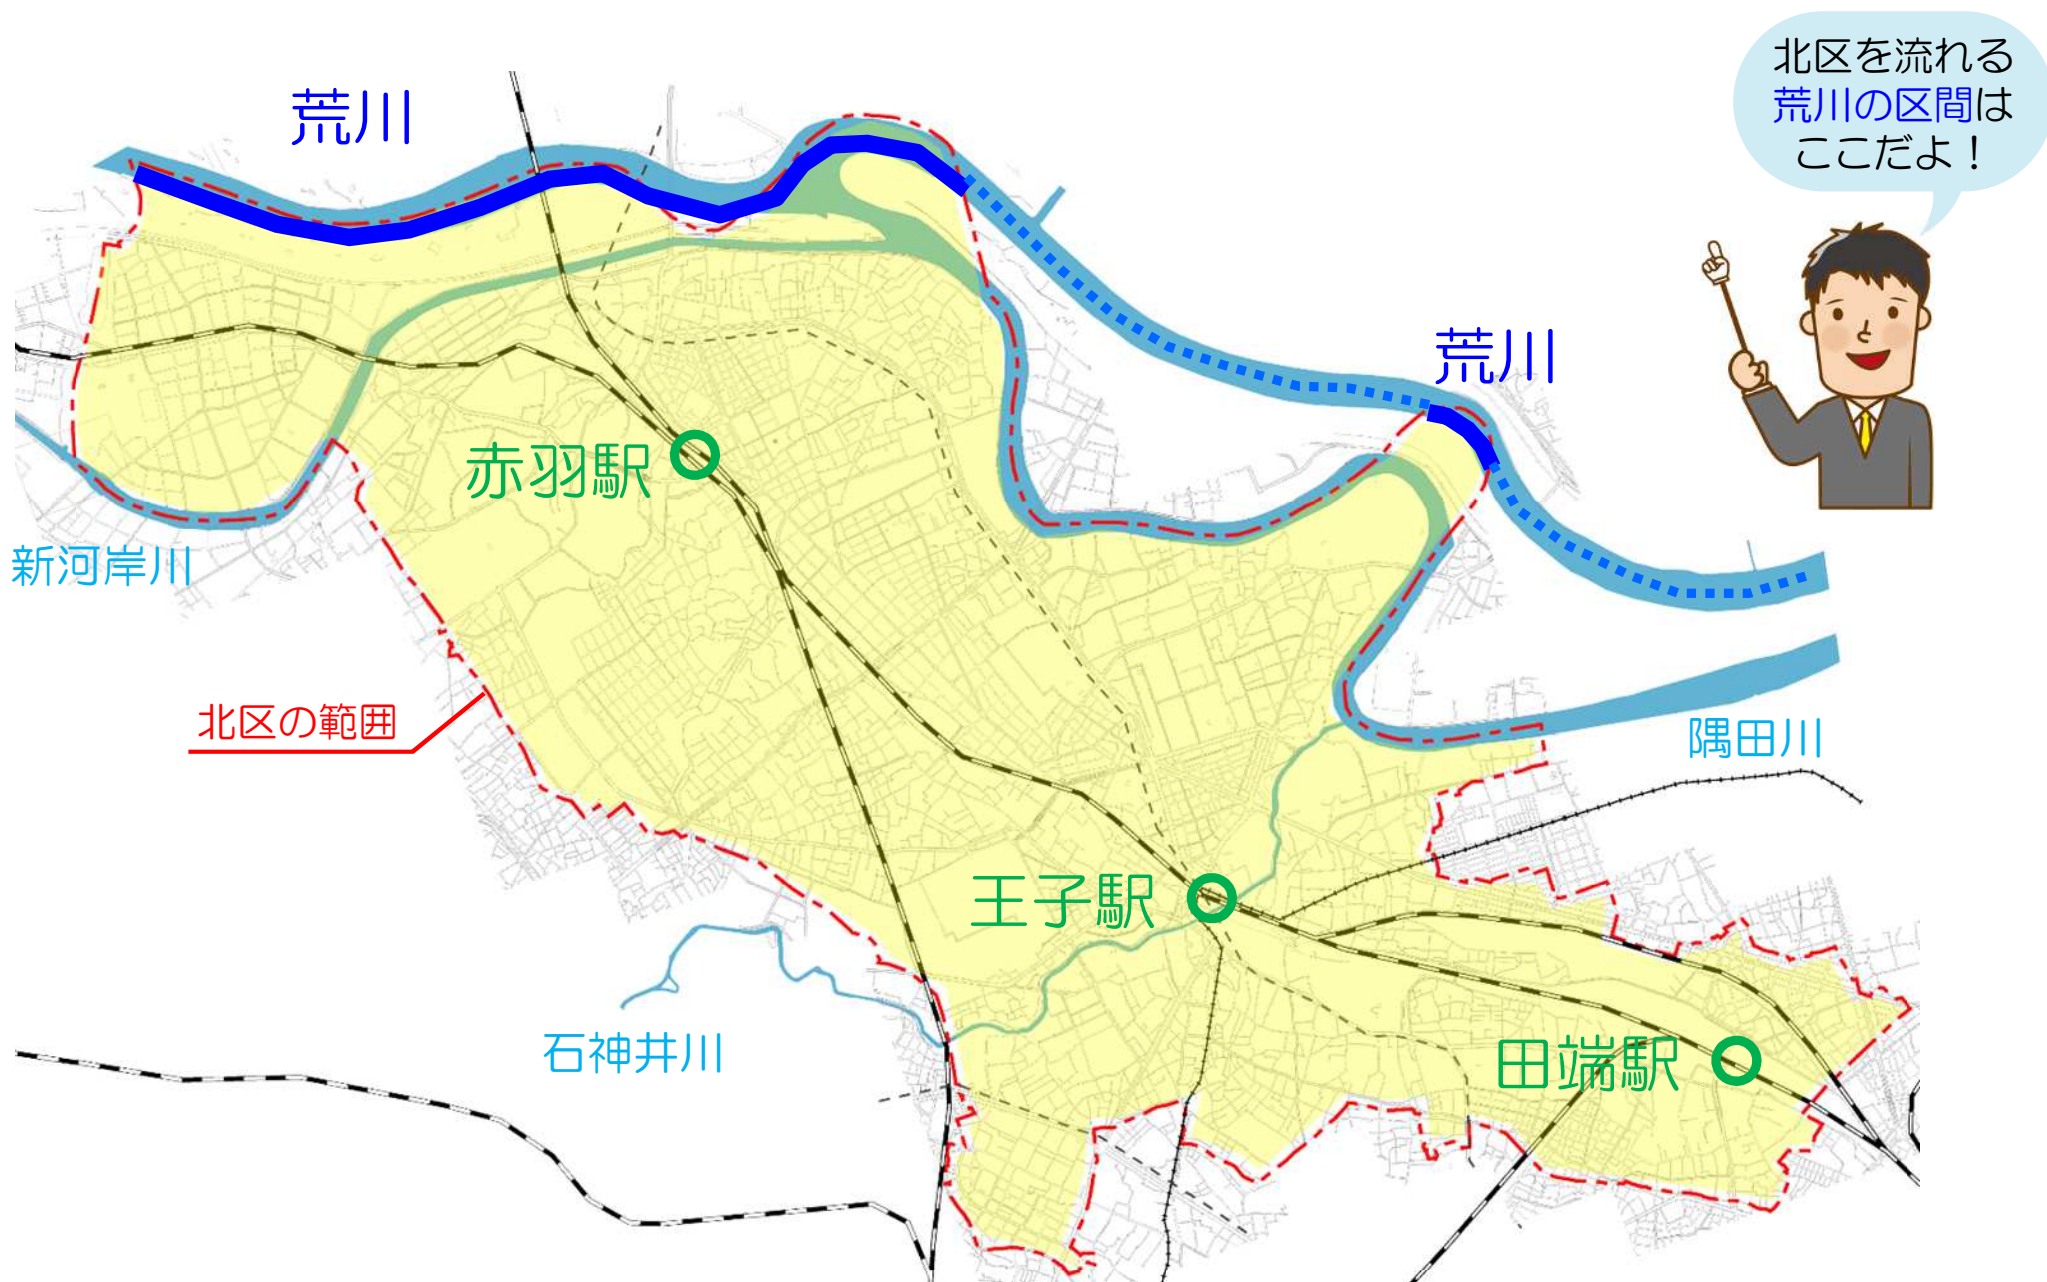 北区を流れる
荒川の区間は
ここだよ！
荒川
荒川
赤羽駅
新河岸川
北区の範囲
隅田川
王子駅
石神井川
田端駅